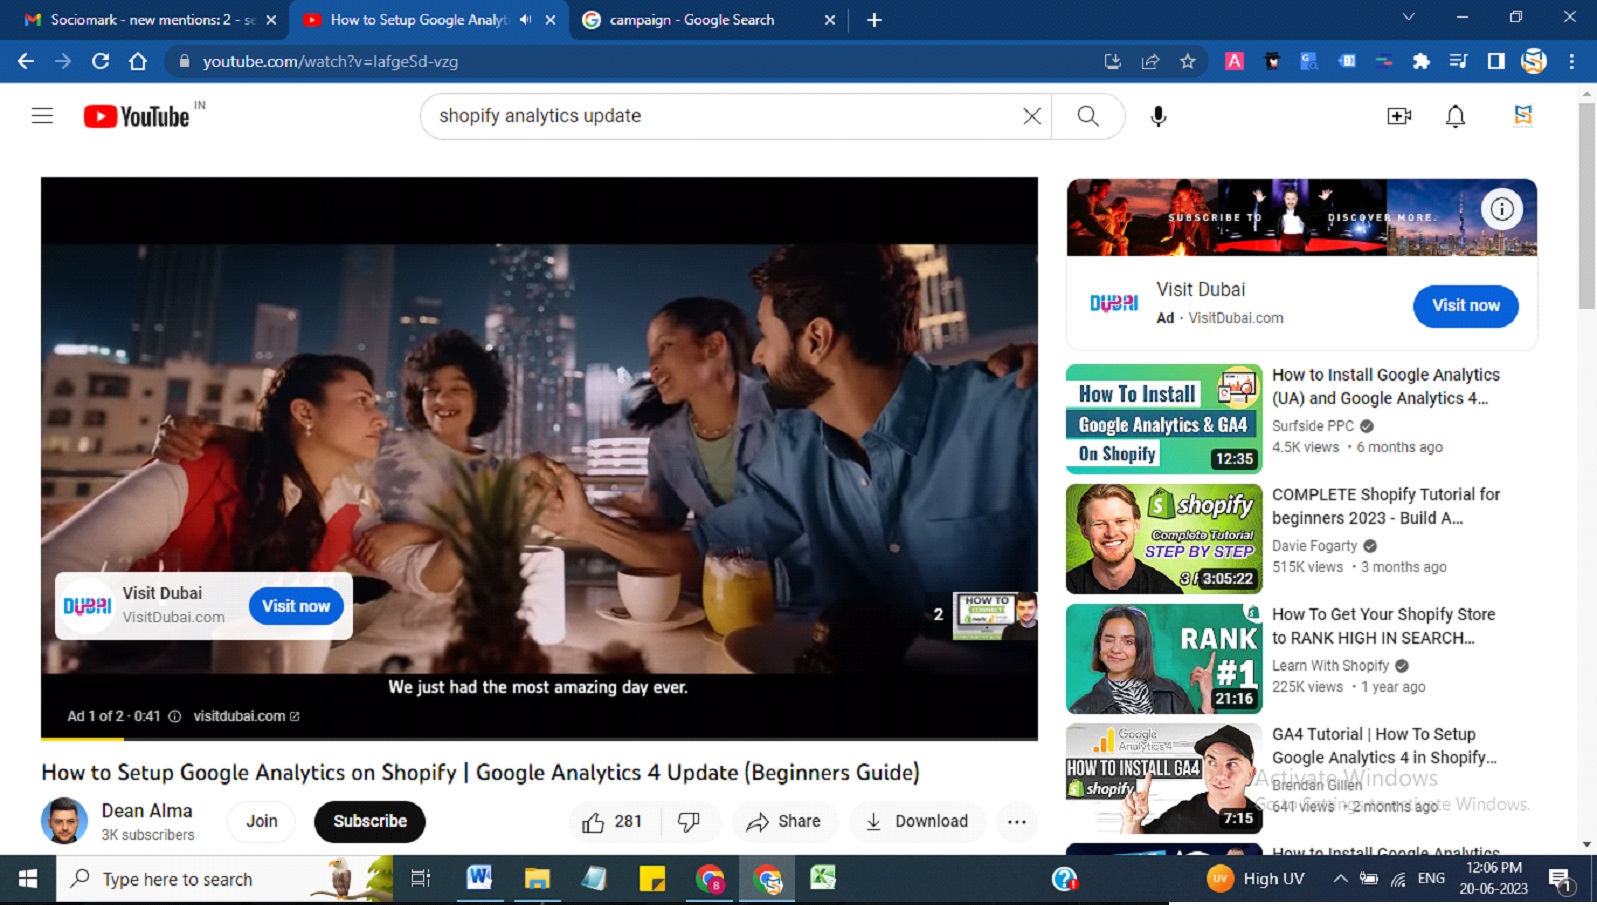 Sociomark - new mentions: 2 - se
How to Setup Google Analyt
campaign - Google Search
youtube.com/watch?v=lafgeSd-vzg
YouTube IN
shopify analytics update
SUBSCRIBE TO
DISCOVER MORE.
Visit Dubai
Ad · VisitDubai.com
Visit now
DUBAI
Visit Dubai
VisitDubai.com
Visit now
2
HOW TO
CONNECT
We just had the most amazing day ever.
Ad 1 of 2 · 0:41
visitdubai.com
How to Setup Google Analytics on Shopify | Google Analytics 4 Update (Beginners Guide)
Dean Alma
3K subscribers
Join
Subscribe
281
Share
Download
How To Install
Google Analytics & GA4
On Shopify
12:35
How to Install Google Analytics
(UA) and Google Analytics 4...
Surfside PPC
4.5K views · 6 months ago
shopify
Complete Tutorial
STEP BY STEP
3:05:22
COMPLETE Shopify Tutorial for
beginners 2023 - Build A...
Davie Fogarty
515K views · 3 months ago
RANK
#1
21:16
How To Get Your Shopify Store
to RANK HIGH IN SEARCH...
Learn With Shopify
225K views · 1 year ago
Google
Analytics 4
HOW TO INSTALL GA4
shopify
7:15
GA4 Tutorial | How To Setup
Google Analytics 4 in Shopify...
Brendan Gillen
641 views · 2 months ago
Activate Windows
Go to Settings to activate Windows.
How to Install Google Analytics
Type here to search
UV
High UV
ENG
12:06 PM
20-06-2023
1